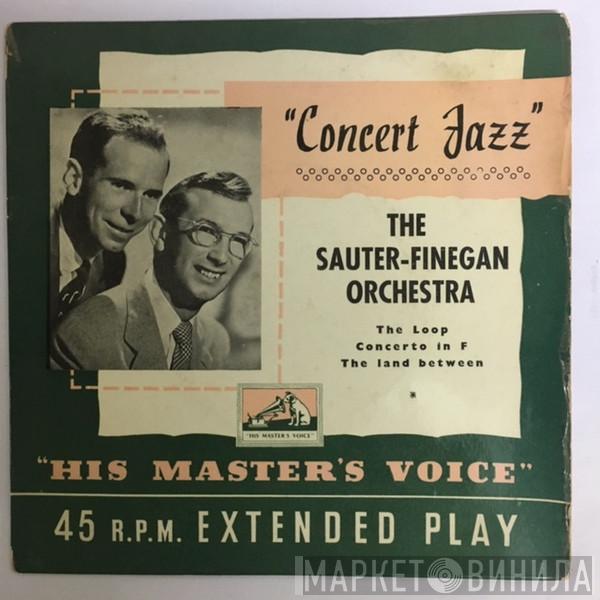 "Concert Jazz"
THE
SAUTER-FINEGAN
ORCHESTRA
The Loop
Concerto in F
The land between
"HIS MASTER'S VOICE"
"HIS MASTER'S VOICE"
45 R.P.M. EXTENDED PLAY
МАРКЕТ ВИНИЛА